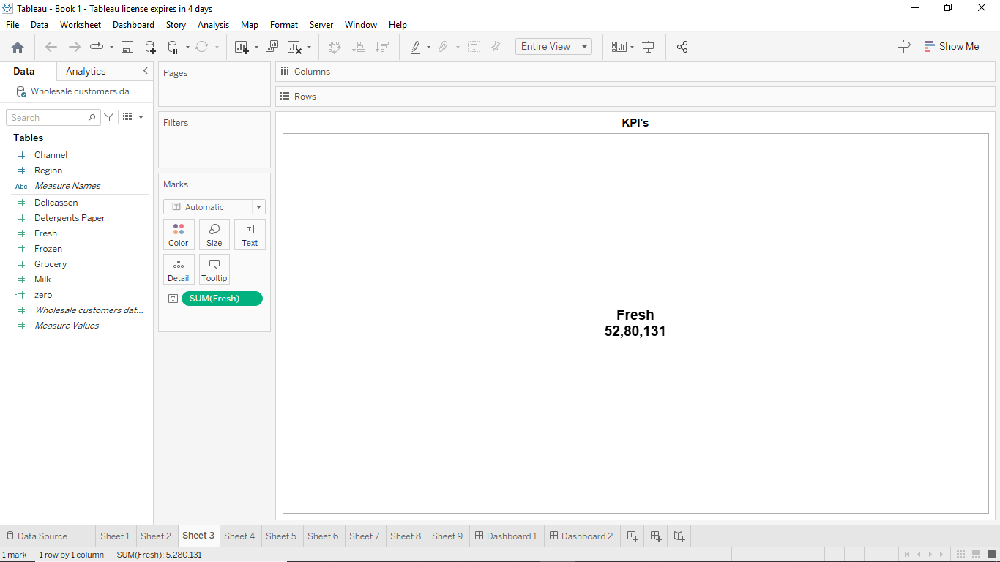 Tableau - Book 1 - Tableau license expires in 4 days
File Data Worksheet Dashboard Story Analysis Map Format Server Window Help
Entire View
Show Me
Data Analytics
Wholesale customers da...
Search
Tables
Channel
Region
Abc Measure Names
Delicassen
Detergents Paper
Fresh
Frozen
Grocery
Milk
zero
Wholesale customers dat...
Measure Values
Pages
Filters
Marks
T Automatic
Color Size Text
Detail Tooltip
T SUM(Fresh)
Columns
Rows
KPI's
Fresh
52,80,131
Data Source Sheet 1 Sheet 2 Sheet 3 Sheet 4 Sheet 5 Sheet 6 Sheet 7 Sheet 8 Sheet 9 Dashboard 1 Dashboard 2
1 mark 1 row by 1 column SUM(Fresh): 5,280,131